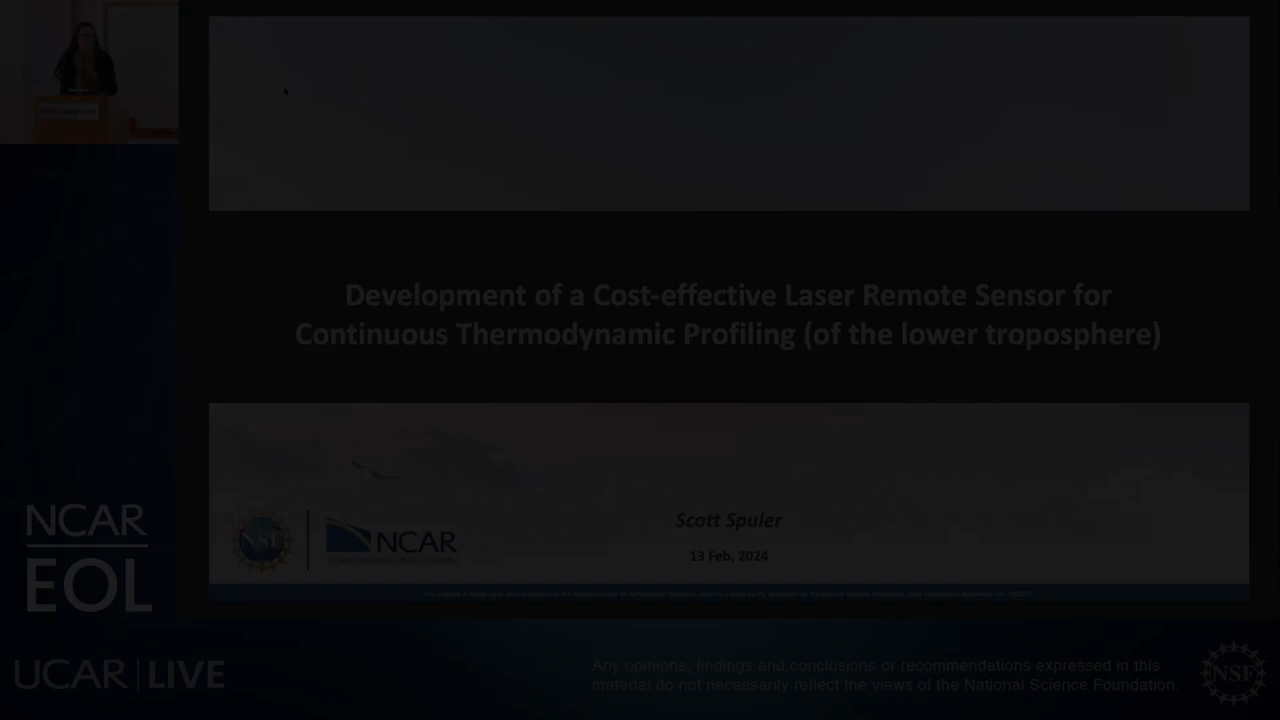 Development of a Cost-effective Laser Remote Sensor for
Continuous Thermodynamic Profiling (of the lower troposphere)
NSF
NCAR
Scott Spuler
13 Feb, 2024
NCAR
EOL
UCAR | LIVE
Any opinions, findings and conclusions or recommendations expressed in this
material do not necessarily reflect the views of the National Science Foundation.
NSF